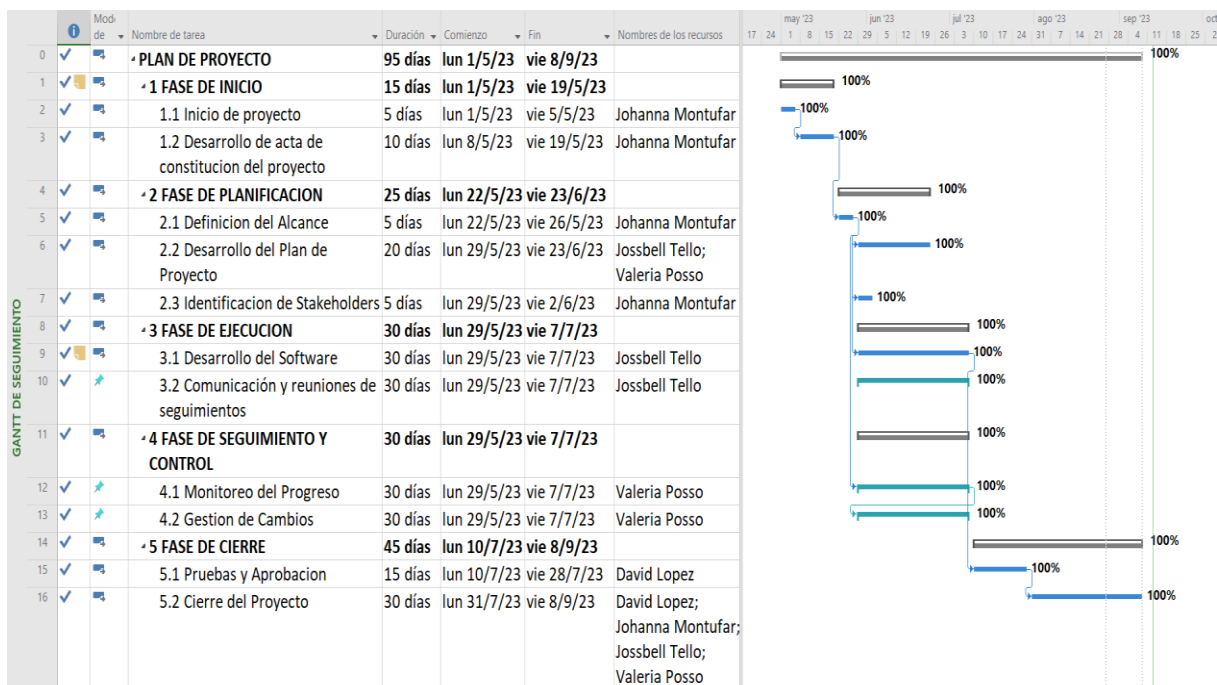 GANTT DE SEGUIMIENTO
Modo de Nombre de tarea Duración Comienzo Fin Nombres de los recursos
may '23 jun '23 jul '23 ago '23 sep '23 oct
17 24 1 8 15 22 29 5 12 19 26 3 10 17 24 31 7 14 21 28 4 11 18 25 2
0 PLAN DE PROYECTO 95 días lun 1/5/23 vie 8/9/23 100%
1 1 FASE DE INICIO 15 días lun 1/5/23 vie 19/5/23 100%
2 1.1 Inicio de proyecto 5 días lun 1/5/23 vie 5/5/23 Johanna Montufar 100%
3 1.2 Desarrollo de acta de 10 días lun 8/5/23 vie 19/5/23 Johanna Montufar 100%
constitucion del proyecto
4 2 FASE DE PLANIFICACION 25 días lun 22/5/23 vie 23/6/23 100%
5 2.1 Definicion del Alcance 5 días lun 22/5/23 vie 26/5/23 Johanna Montufar 100%
6 2.2 Desarrollo del Plan de 20 días lun 29/5/23 vie 23/6/23 Jossbell Tello; 100%
Proyecto Valeria Posso
7 2.3 Identificacion de Stakeholders 5 días lun 29/5/23 vie 2/6/23 Johanna Montufar 100%
8 3 FASE DE EJECUCION 30 días lun 29/5/23 vie 7/7/23 100%
9 3.1 Desarrollo del Software 30 días lun 29/5/23 vie 7/7/23 Jossbell Tello 100%
10 3.2 Comunicación y reuniones de 30 días lun 29/5/23 vie 7/7/23 Jossbell Tello 100%
seguimientos
11 4 FASE DE SEGUIMIENTO Y 30 días lun 29/5/23 vie 7/7/23 100%
CONTROL
12 4.1 Monitoreo del Progreso 30 días lun 29/5/23 vie 7/7/23 Valeria Posso 100%
13 4.2 Gestion de Cambios 30 días lun 29/5/23 vie 7/7/23 Valeria Posso 100%
14 5 FASE DE CIERRE 45 días lun 10/7/23 vie 8/9/23 100%
15 5.1 Pruebas y Aprobacion 15 días lun 10/7/23 vie 28/7/23 David Lopez 100%
16 5.2 Cierre del Proyecto 30 días lun 31/7/23 vie 8/9/23 David Lopez; 100%
Johanna Montufar;
Jossbell Tello;
Valeria Posso